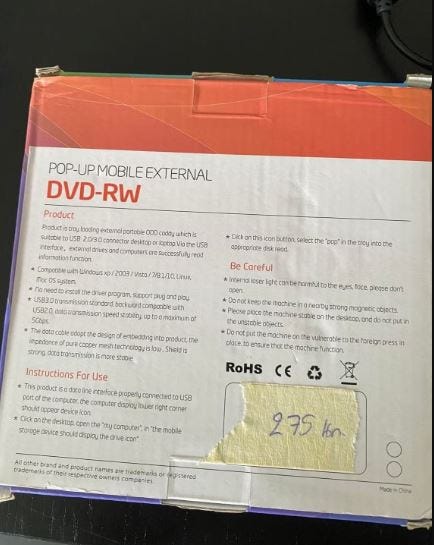 POP-UP MOBILE EXTERNAL
DVD-RW
Product
Product is tray loading external portable ODD caddy which is
suitable to USB 2.0/3.0 connector desktop or laptop. Via the USB
interface, external drives and computers are successfully read
information function.
* Compatible with Windows xp / 2003 / Vista / 7/8.1/10, Linux,
Mac OS system.
* No need to install the driver program, support plug and play.
* USB3.0 transmission standard, backward compatible with
USB2.0, data transmission speed stability, up to a maximum of
5Gbps.
* The data cable adopt the design of embedding into product, the
impedance of pure copper mesh technology is low. Shield is
strong, data transmission is more stable.
Instructions For Use
* This product is a data line interface properly connected to USB
port of the computer, the computer display lower right corner
should appear device icon.
* Click on the desktop, open the "my computer", in "the mobile
storage device should display the drive icon"
* Click on this icon button, select the "pop" in the tray into the
appropriate disk read.
Be Careful
* Internal laser light can be harmful to the eyes, face, please don't
open.
* Do not keep the machine in a nearby strong magnetic objects.
* Please place the machine stable on the desktop, and do not put in
the unstable objects.
* Do not put the machine on the vulnerable to the foreign press in
place, to ensure that the machine function.
RoHS CE
275 kn.
All other brand and product names are trademarks or registered
trademarks of their respective owners companies.
Made in China